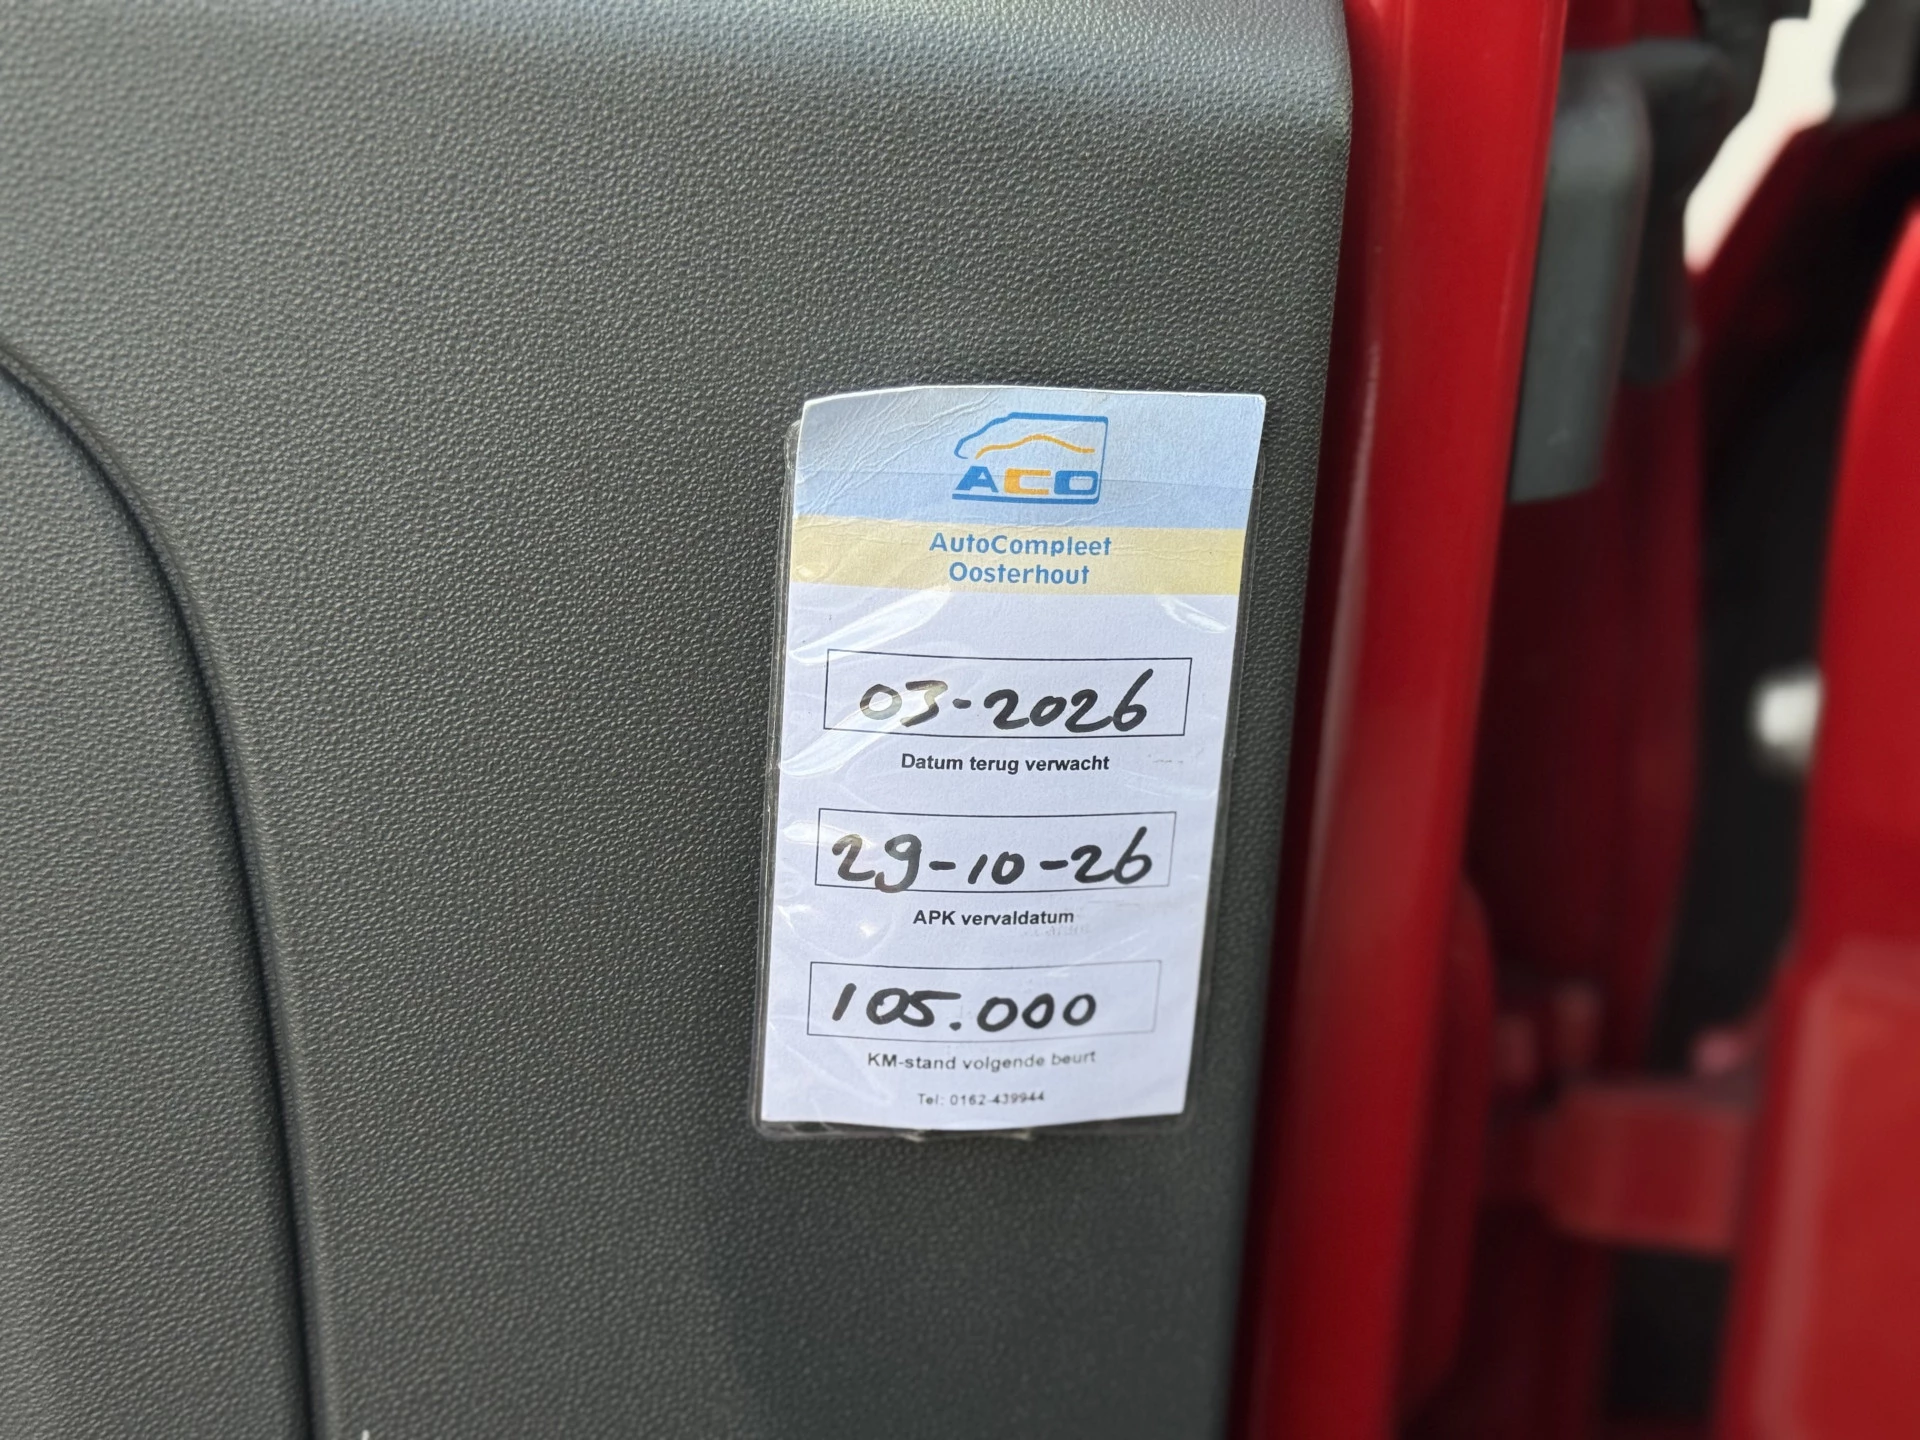 ACO
AutoCompleet
Oosterhout
03-2026
Datum terug verwacht
29-10-26
APK vervaldatum
105.000
KM-stand volgende beurt
Tel: 0162-439944